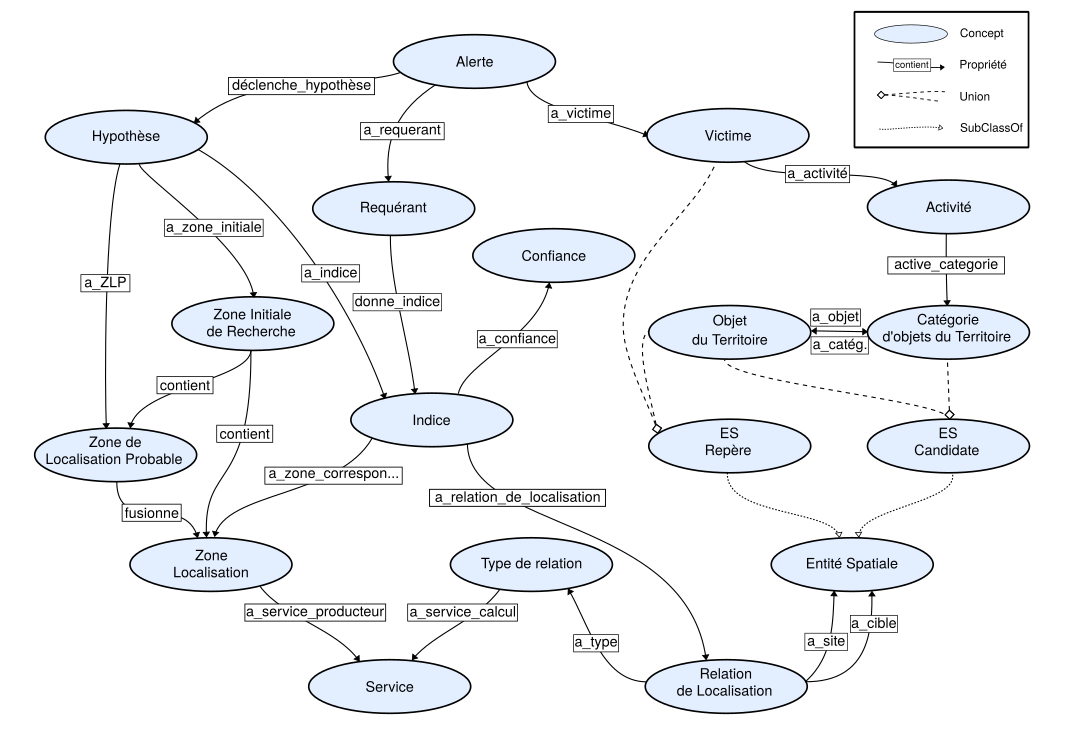 Concept
Alerte
contient
Propriété
déclenche_hypothèse
Union
a_victime
a_requerant
SubClassOf
Hypothèse
Victime
a_activité
Requérant
Activité
a_zone_initiale
Confiance
active_categorie
a_indice
a_ZLP
donne_indice
Zone Initiale
de Recherche
a_objet
Objet
du Territoire
Catégorie
d'objets du Territoire
a_catég.
a_confiance
contient
Indice
contient
ES
Repère
ES
Candidate
Zone de
Localisation Probable
a_zone_correspon...
a_relation_de_localisation
fusionne
Zone
Localisation
Type de relation
Entité Spatiale
a_service_producteur
a_service_calcul
a_cible
a_type
a_site
Service
Relation
de Localisation